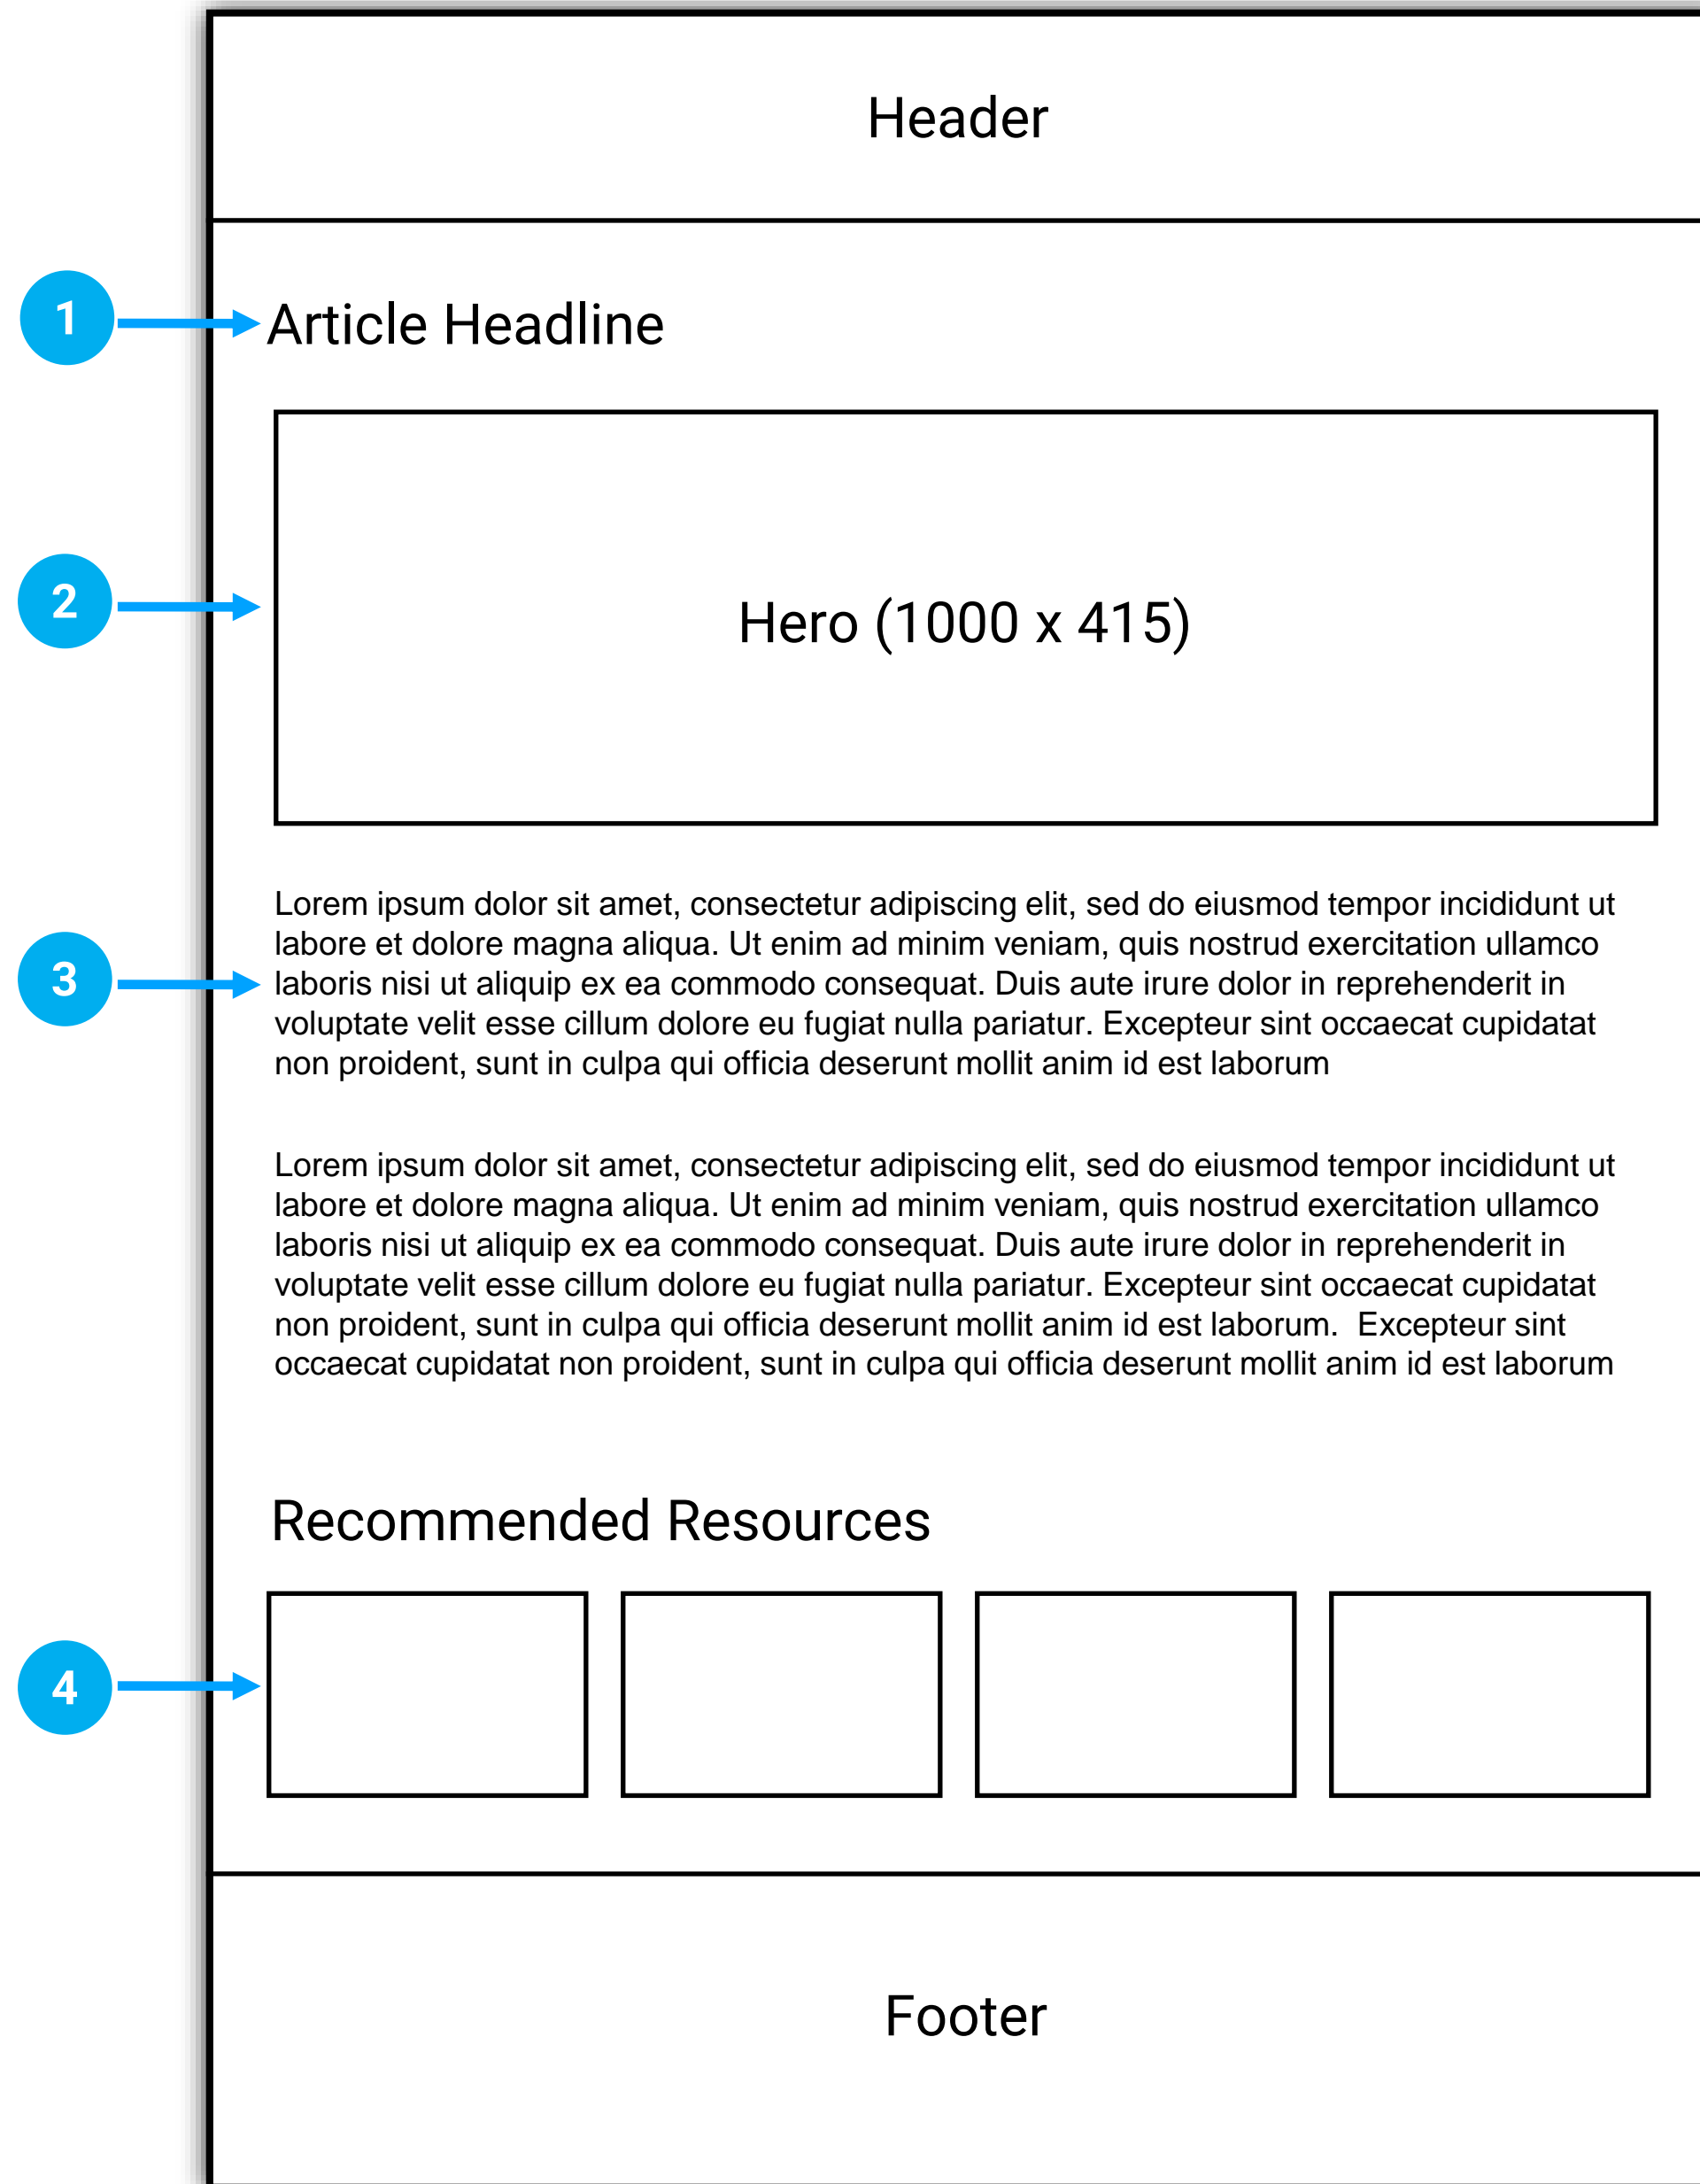 Header
1
Article Headline
2
Hero (1000 x 415)
Lorem ipsum dolor sit amet, consectetur adipiscing elit, sed do eiusmod tempor incididunt ut
labore et dolore magna aliqua. Ut enim ad minim veniam, quis nostrud exercitation ullamco
3
laboris nisi ut aliquip ex ea commodo consequat. Duis aute irure dolor in reprehenderit in
voluptate velit esse cillum dolore eu fugiat nulla pariatur. Excepteur sint occaecat cupidatat
non proident, sunt in culpa qui officia deserunt mollit anim id est laborum
Lorem ipsum dolor sit amet, consectetur adipiscing elit, sed do eiusmod tempor incididunt ut
labore et dolore magna aliqua. Ut enim ad minim veniam, quis nostrud exercitation ullamco
laboris nisi ut aliquip ex ea commodo consequat. Duis aute irure dolor in reprehenderit in
voluptate velit esse cillum dolore eu fugiat nulla pariatur. Excepteur sint occaecat cupidatat
non proident, sunt in culpa qui officia deserunt mollit anim id est laborum.  Excepteur sint
occaecat cupidatat non proident, sunt in culpa qui officia deserunt mollit anim id est laborum
Recommended Resources
4
Footer